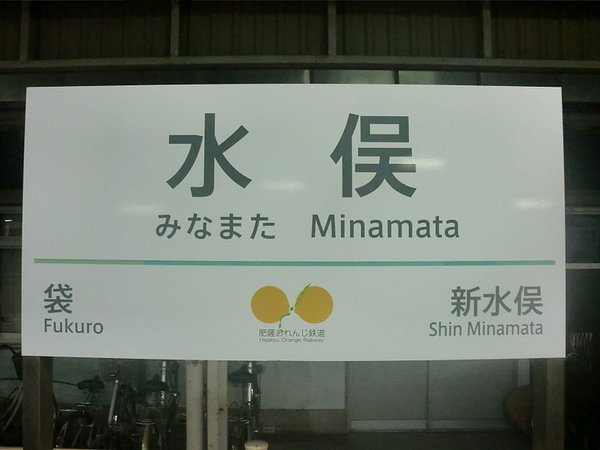 水俣
みなまた Minamata
袋 新水俣
Fukuro Shin Minamata
肥薩おれんじ鉄道
Hisatsu Orange Railway